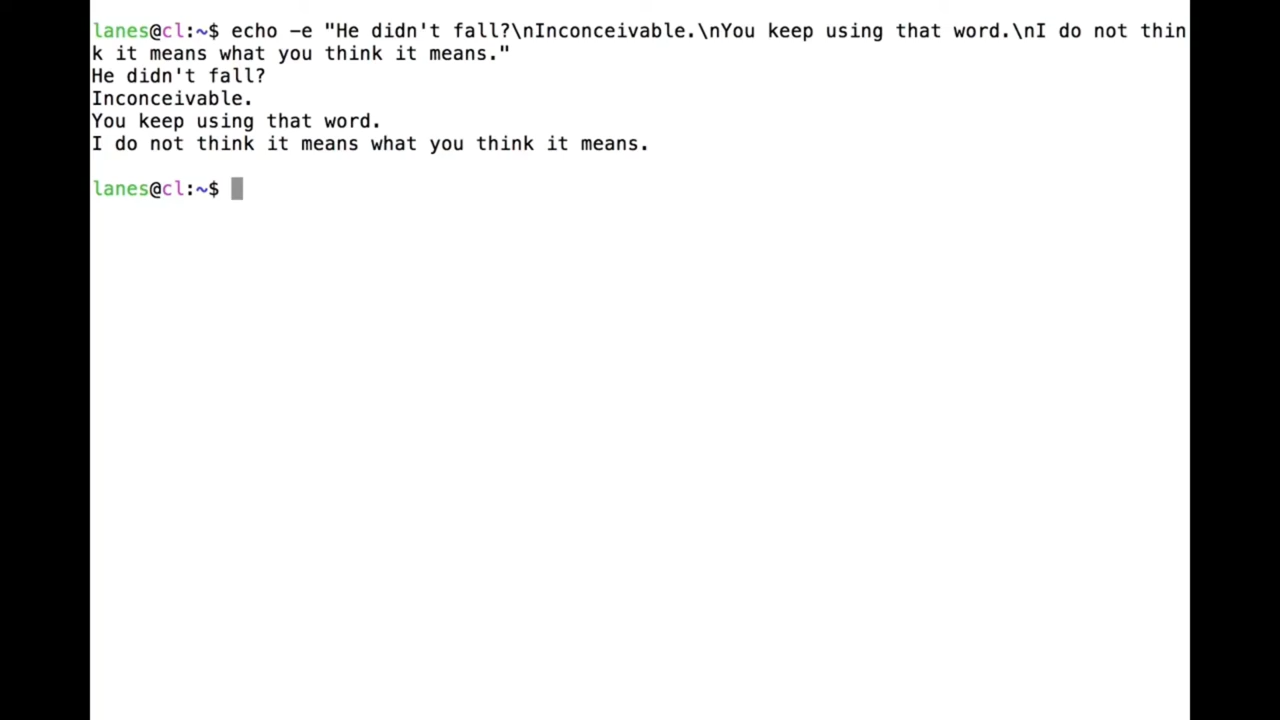 lanes@cl:~$ echo -e "He didn't fall?\nInconceivable.\nYou keep using that word.\nI do not thin
k it means what you think it means."
He didn't fall?
Inconceivable.
You keep using that word.
I do not think it means what you think it means.
lanes@cl:~$